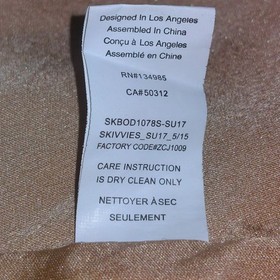 Designed In Los Angeles
Assembled In China
Conçu à Los Angeles
Assemblé en Chine
RN#134985
CA#50312
SKBOD1078S-SU17
SKIVVIES_SU17_5/15
FACTORY CODE#ZCJ1009
CARE INSTRUCTION
IS DRY CLEAN ONLY
NETTOYER ÀSEC
SEULEMENT